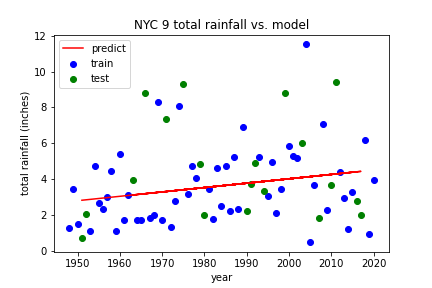 NYC 9 total rainfall vs. model
12
10
8
6
4
2
0
total rainfall (inches)
predict
train
test
1950 1960 1970 1980 1990 2000 2010 2020
year